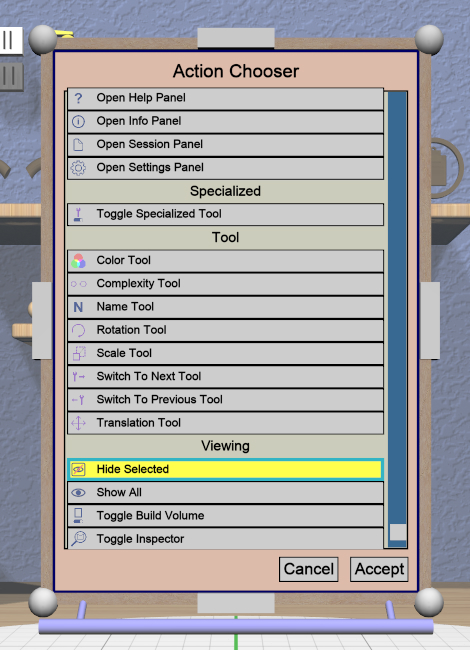 Action Chooser
Open Help Panel
Open Info Panel
Open Session Panel
Open Settings Panel
Specialized
Toggle Specialized Tool
Tool
Color Tool
Complexity Tool
Name Tool
Rotation Tool
Scale Tool
Switch To Next Tool
Switch To Previous Tool
Translation Tool
Viewing
Hide Selected
Show All
Toggle Build Volume
Toggle Inspector
Cancel Accept